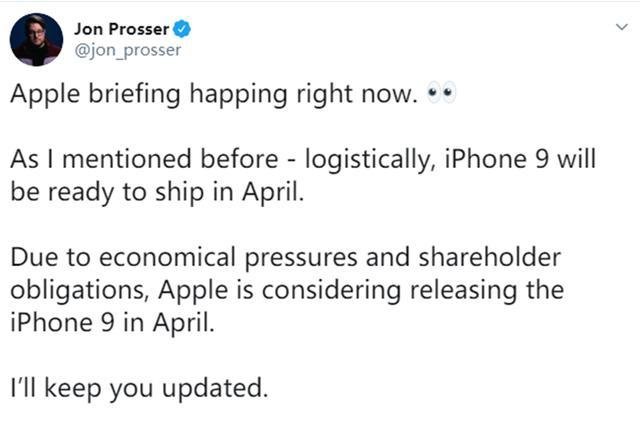 Jon Prosser
@jon_prosser
Apple briefing happing right now. 👀
As I mentioned before - logistically, iPhone 9 will
be ready to ship in April.
Due to economical pressures and shareholder
obligations, Apple is considering releasing the
iPhone 9 in April.
I'll keep you updated.